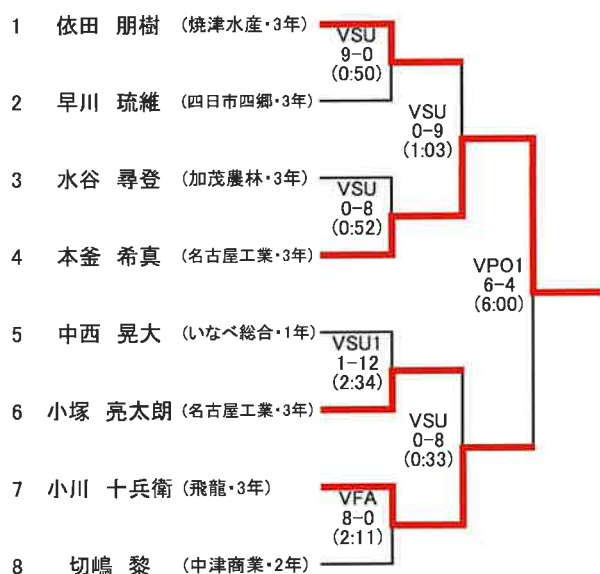 1 依田 朋樹 (焼津水産・3年)
VSU
9-0
(0:50)
2 早川 琉維 (四日市四郷・3年)
VSU
0-9
(1:03)
3 水谷 尋登 (加茂農林・3年)
VSU
0-8
(0:52)
4 本釜 希真 (名古屋工業・3年)
VPO1
6-4
(6:00)
5 中西 晃大 (いなべ総合・1年)
VSU1
1-12
(2:34)
6 小塚 亮太朗 (名古屋工業・3年)
VSU
0-8
(0:33)
7 小川 十兵衛 (飛龍・3年)
VFA
8-0
(2:11)
8 切嶋 黎 (中津商業・2年)